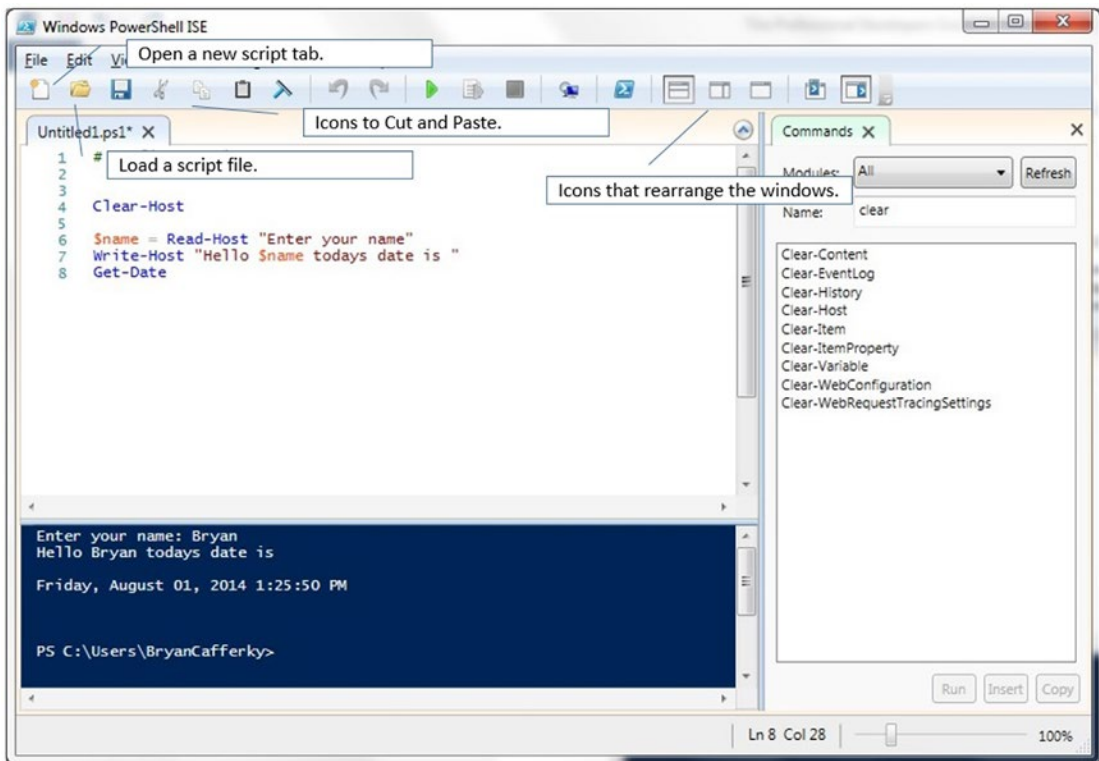 Windows PowerShell ISE
Open a new script tab.
File Edit
Icons to Cut and Paste.
Untitled1.ps1* X
Load a script file.
Icons that rearrange the windows.
1 #
2
3
4 Clear-Host
5
6 $name = Read-Host "Enter your name"
7 Write-Host "Hello $name todays date is "
8 Get-Date
Commands X
Modules: All Refresh
Name: clear
Clear-Content
Clear-EventLog
Clear-History
Clear-Host
Clear-Item
Clear-ItemProperty
Clear-Variable
Clear-WebConfiguration
Clear-WebRequestTracingSettings
Enter your name: Bryan
Hello Bryan todays date is
Friday, August 01, 2014 1:25:50 PM
PS C:\Users\BryanCafferky>
Run Insert Copy
Ln 8 Col 28 100%